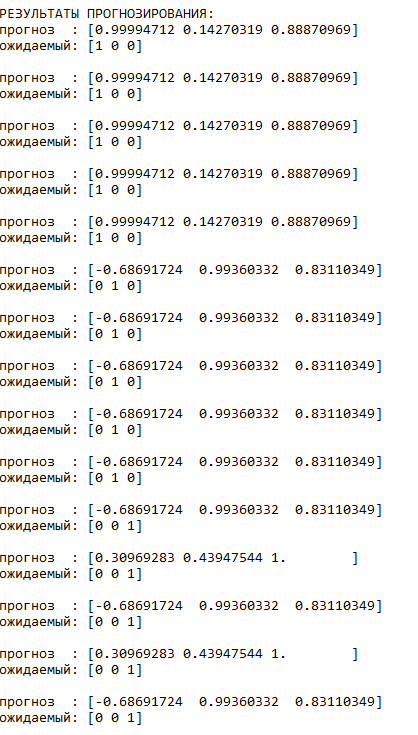 РЕЗУЛЬТАТЫ ПРОГНОЗИРОВАНИЯ:
прогноз  : [0.99994712 0.14270319 0.88870969]
ожидаемый: [1 0 0]
прогноз  : [0.99994712 0.14270319 0.88870969]
ожидаемый: [1 0 0]
прогноз  : [0.99994712 0.14270319 0.88870969]
ожидаемый: [1 0 0]
прогноз  : [0.99994712 0.14270319 0.88870969]
ожидаемый: [1 0 0]
прогноз  : [0.99994712 0.14270319 0.88870969]
ожидаемый: [1 0 0]
прогноз  : [-0.68691724  0.99360332  0.83110349]
ожидаемый: [0 1 0]
прогноз  : [-0.68691724  0.99360332  0.83110349]
ожидаемый: [0 1 0]
прогноз  : [-0.68691724  0.99360332  0.83110349]
ожидаемый: [0 1 0]
прогноз  : [-0.68691724  0.99360332  0.83110349]
ожидаемый: [0 1 0]
прогноз  : [-0.68691724  0.99360332  0.83110349]
ожидаемый: [0 1 0]
прогноз  : [-0.68691724  0.99360332  0.83110349]
ожидаемый: [0 0 1]
прогноз  : [0.30969283 0.43947544 1.        ]
ожидаемый: [0 0 1]
прогноз  : [-0.68691724  0.99360332  0.83110349]
ожидаемый: [0 0 1]
прогноз  : [0.30969283 0.43947544 1.        ]
ожидаемый: [0 0 1]
прогноз  : [-0.68691724  0.99360332  0.83110349]
ожидаемый: [0 0 1]